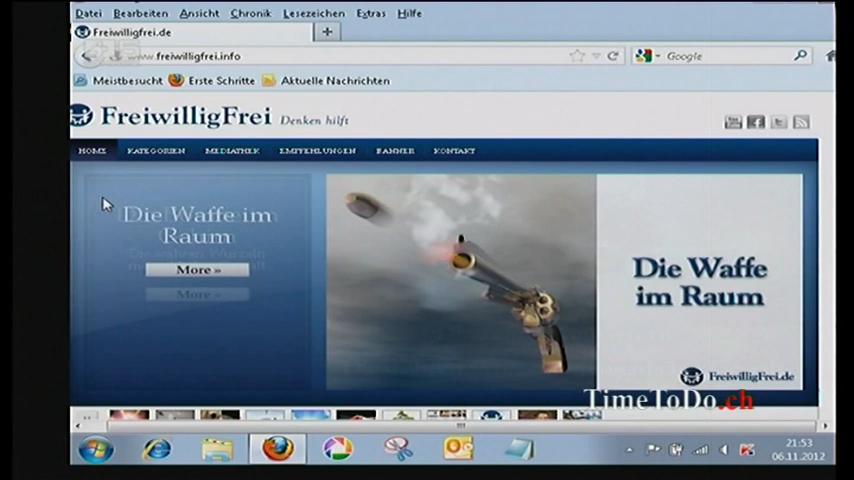 Datei Bearbeiten Ansicht Chronik Lesezeichen Extras Hilfe
FreiwilligFrei.de
www.freiwilligfrei.info
Google
Meistbesucht Erste Schritte Aktuelle Nachrichten
FreiwilligFrei Denken hilft
You
HOME KATEGORIEN MEDIATHEK EMPFEHLUNGEN BANNER KONTAKT
Die Waffe im
Raum
More »
More »
Die Waffe
im Raum
FreiwilligFrei.de
TimeToDo.ch
21:53
06.11.2012